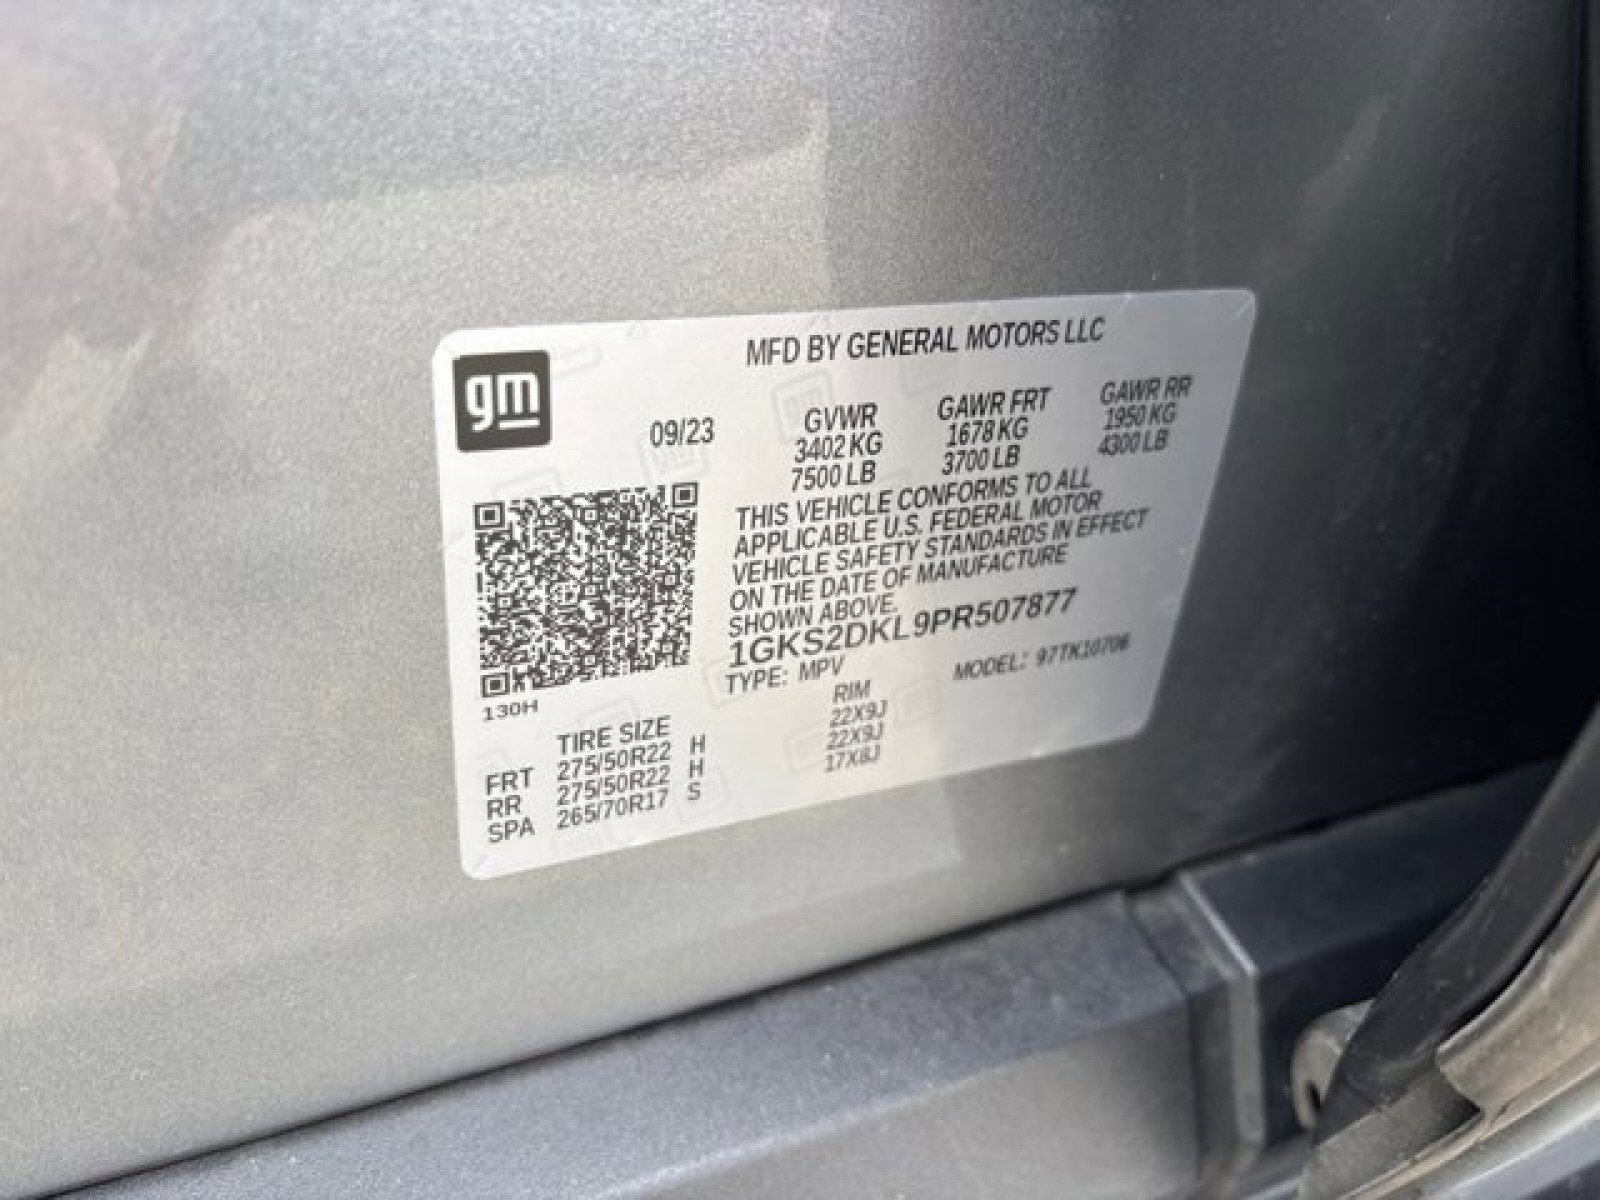 MFD BY GENERAL MOTORS LLC
gm
09/23
GVWR GAWR FRT GAWR RR
3402 KG 1678 KG 1950 KG
7500 LB 3700 LB 4300 LB
THIS VEHICLE CONFORMS TO ALL
APPLICABLE U.S. FEDERAL MOTOR
VEHICLE SAFETY STANDARDS IN EFFECT
ON THE DATE OF MANUFACTURE
SHOWN ABOVE.
1GKS2DKL9PR507877
TYPE: MPV MODEL: 97TK10706
130H
TIRE SIZE RIM
FRT 275/50R22 H 22X9J
RR 275/50R22 H 22X9J
SPA 265/70R17 S 17X8J